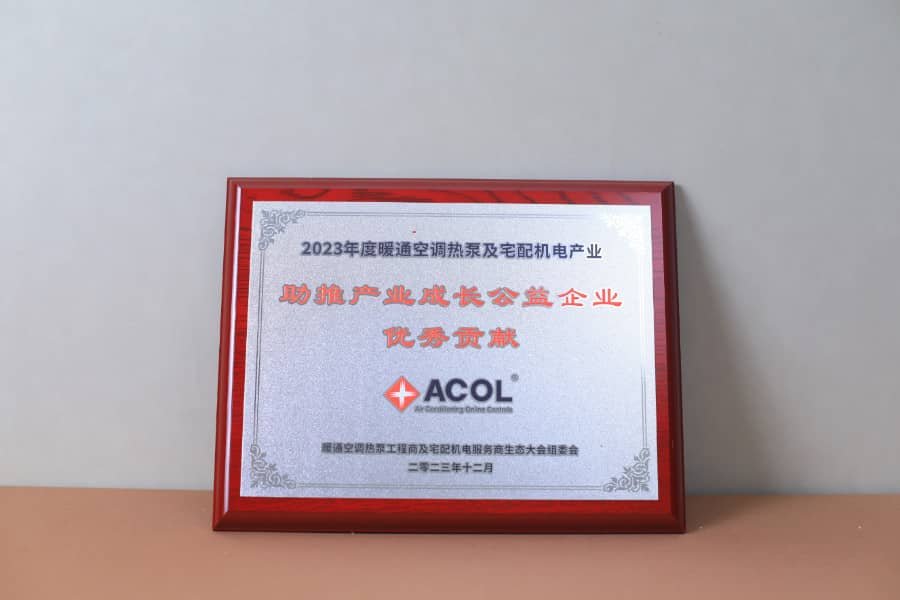 2023年度暖通空调热泵及宅配机电产业
助推产业成长公益企业
优秀贡献
ACOL®
Air Conditioning Online Controls
暖通空调热泵工程商及宅配机电服务商生态大会组委会
二零二三年十二月